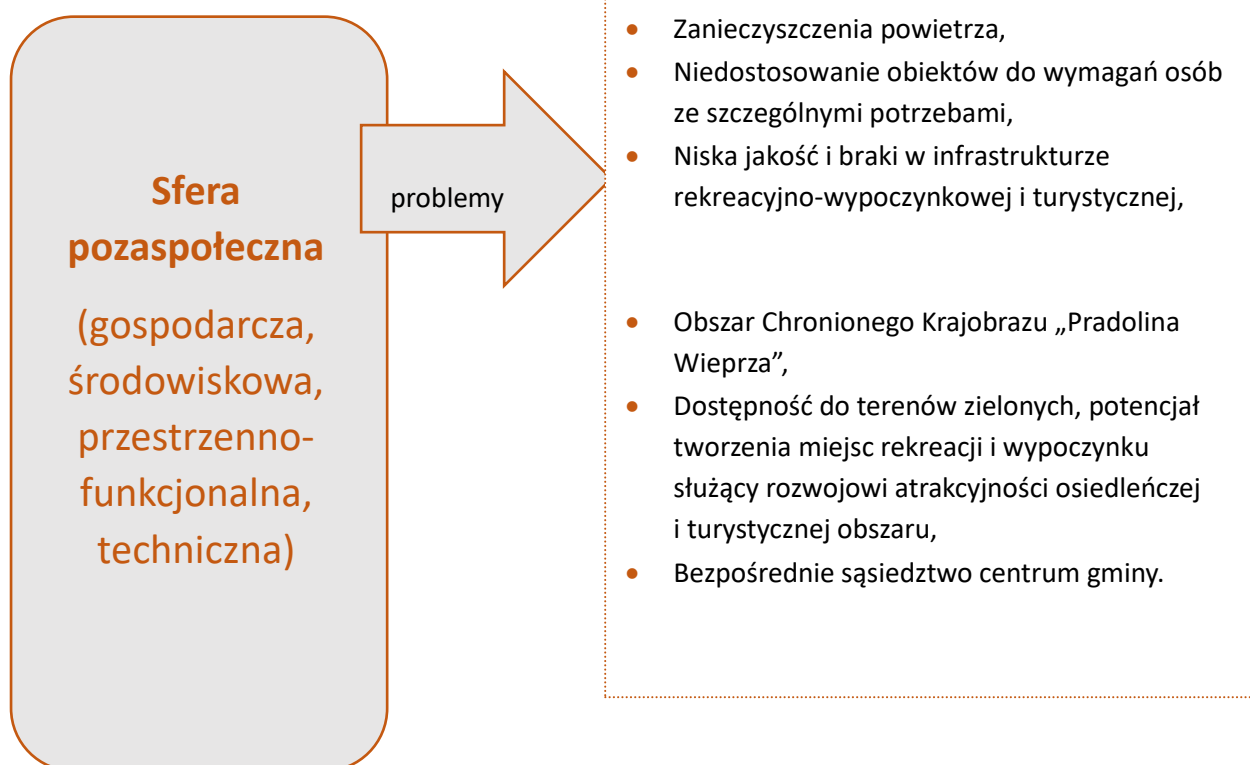 Sfera
pozaspołeczna
(gospodarcza,
środowiskowa,
przestrzenno-
funkcjonalna,
techniczna)
problemy
• Zanieczyszczenia powietrza,
• Niedostosowanie obiektów do wymagań osób
ze szczególnymi potrzebami,
• Niska jakość i braki w infrastrukturze
rekreacyjno-wypoczynkowej i turystycznej,
• Obszar Chronionego Krajobrazu „Pradolina
Wieprza”,
• Dostępność do terenów zielonych, potencjał
tworzenia miejsc rekreacji i wypoczynku
służący rozwojowi atrakcyjności osiedleńczej
i turystycznej obszaru,
• Bezpośrednie sąsiedztwo centrum gminy.